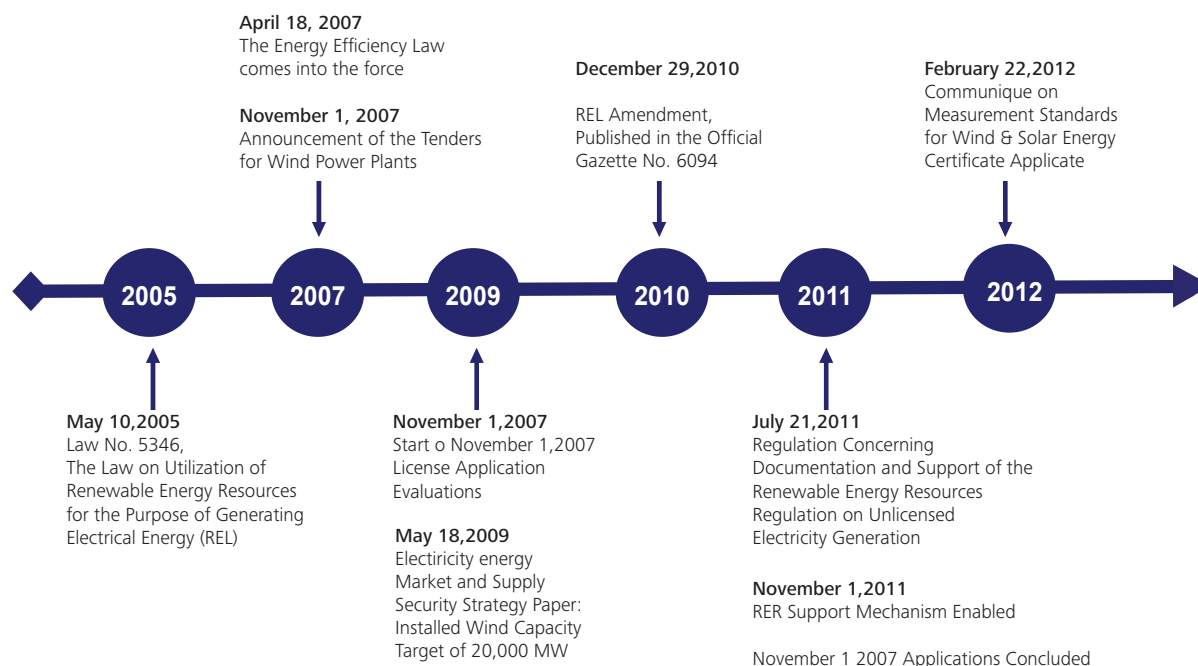 April 18, 2007
The Energy Efficiency Law
comes into the force
November 1, 2007
Announcement of the Tenders
for Wind Power Plants
December 29,2010
REL Amendment,
Published in the Official
Gazette No. 6094
February 22,2012
Communique on
Measurement Standards
for Wind & Solar Energy
Certificate Applicate
2005
2007
2009
2010
2011
2012
May 10,2005
Law No. 5346,
The Law on Utilization of
Renewable Energy Resources
for the Purpose of Generating
Electrical Energy (REL)
November 1,2007
Start o November 1,2007
License Application
Evaluations
May 18,2009
Electiricity energy
Market and Supply
Security Strategy Paper:
Installed Wind Capacity
Target of 20,000 MW
July 21,2011
Regulation Concerning
Documentation and Support of the
Renewable Energy Resources
Regulation on Unlicensed
Electricity Generation
November 1,2011
RER Support Mechanism Enabled
November 1 2007 Applications Concluded